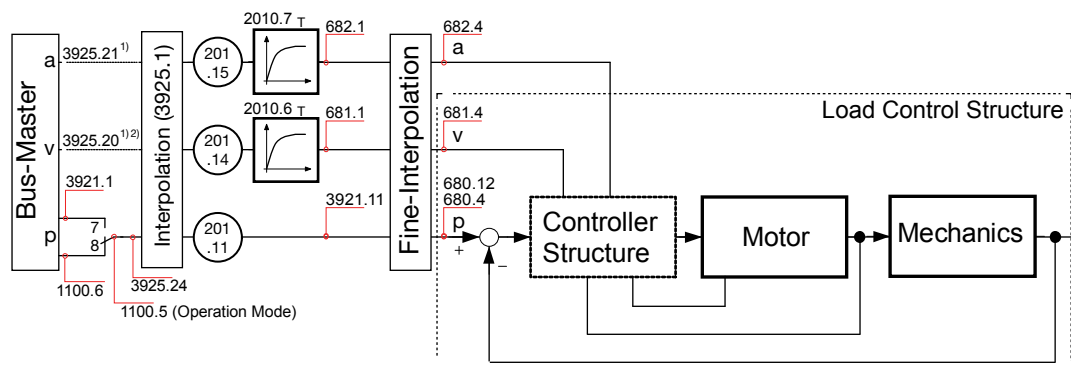 Bus-Master
a
v
p
3925.21 1)
3925.20 1) 2)
3921.1
7
8
1100.6
3925.24
1100.5 (Operation Mode)
Interpolation (3925.1)
201
.15
201
.14
201
.11
2010.7
T
2010.6
T
682.1
681.1
3921.11
Fine-Interpolation
682.4
a
681.4
v
680.12
680.4
p
+
−
Load Control Structure
Controller
Structure
Motor
Mechanics